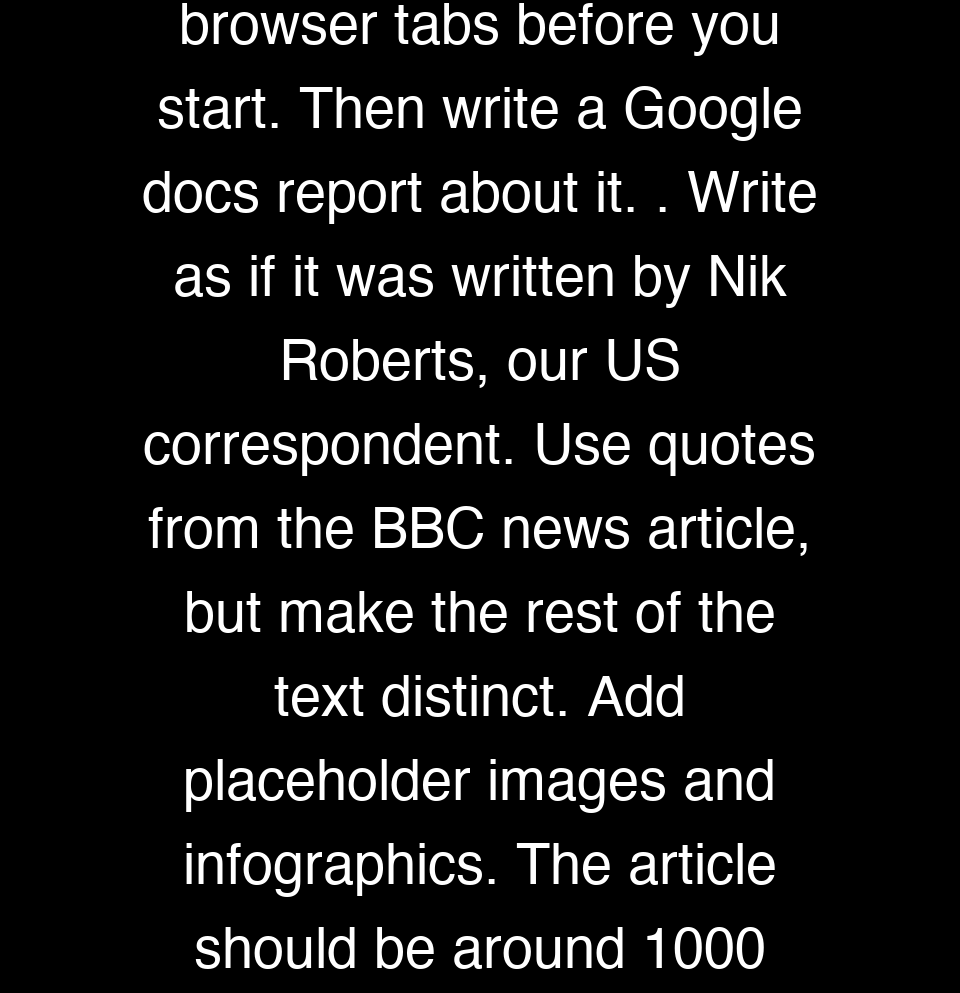 browser tabs before you
start. Then write a Google
docs report about it. . Write
as if it was written by Nik
Roberts, our US
correspondent. Use quotes
from the BBC news article,
but make the rest of the
text distinct. Add
placeholder images and
infographics. The article
should be around 1000